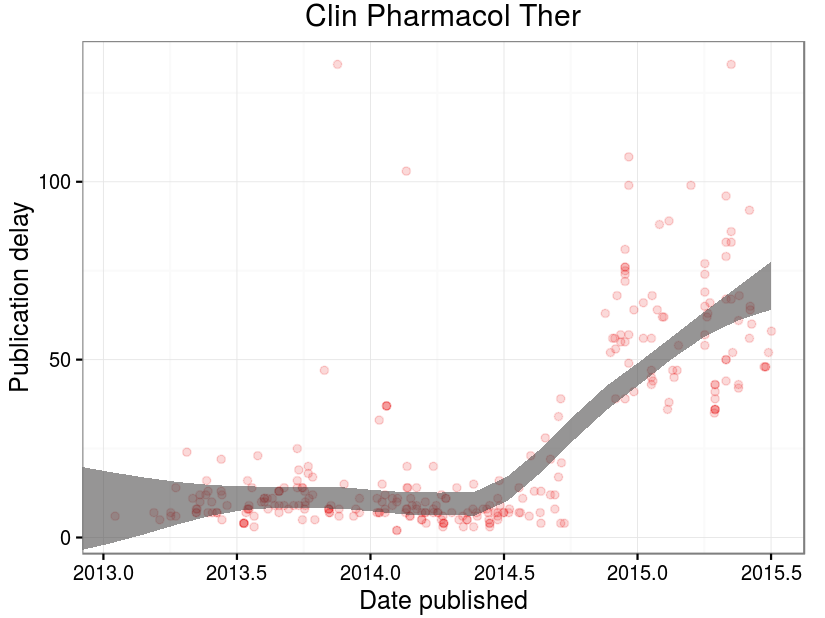 Clin Pharmacol Ther
Publication delay
100
50
0
2013.0 2013.5 2014.0 2014.5 2015.0 2015.5
Date published